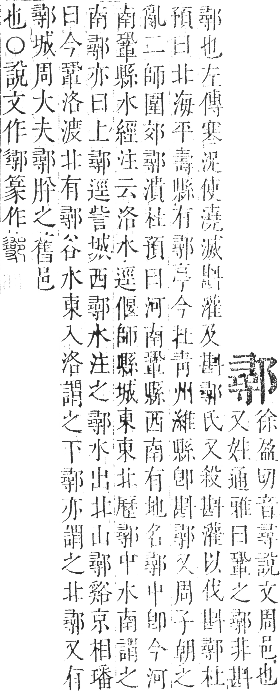 鄩
徐盈切音尋說文周邑也
又姓通雅曰鞏之鄩非斟
鄩也左傳寒浞使澆滅斟灌及斟鄩氏又殺斟灌以伐斟鄩杜
預曰北海平壽縣有鄩亭今在青州濰縣卽斟鄩又周子朝之
亂二師圍郊鄩潰杜預曰河南鞏縣西南有地名鄩中卽今河
南鞏縣水經注云洛水逕偃師縣城東東北歷鄩中水南謂之
南鄩亦曰上鄩逕訾城西鄩水注之鄩水出北山鄩谿京相璠
曰今鞏洛波北有鄩谷水東入洛謂之下鄩亦謂之北鄩又有
鄩城周大夫鄩肸之舊邑
也〇說文作鄩篆作